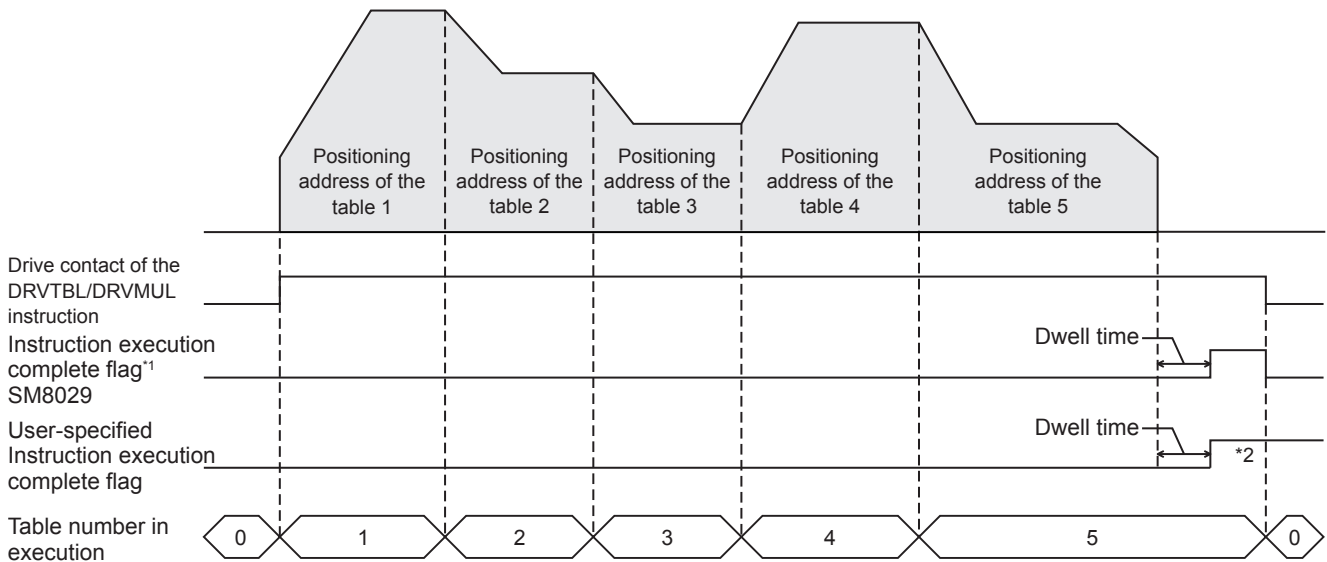 Positioning
address of the
table 1
Positioning
address of the
table 2
Positioning
address of the
table 3
Positioning
address of the
table 4
Positioning
address of the
table 5
Drive contact of the
DRVTBL/DRVMUL
instruction
Instruction execution
complete flag*1
SM8029
Dwell time
User-specified
Instruction execution
complete flag
Dwell time
*2
Table number in
execution
0 1 2 3 4 5 0